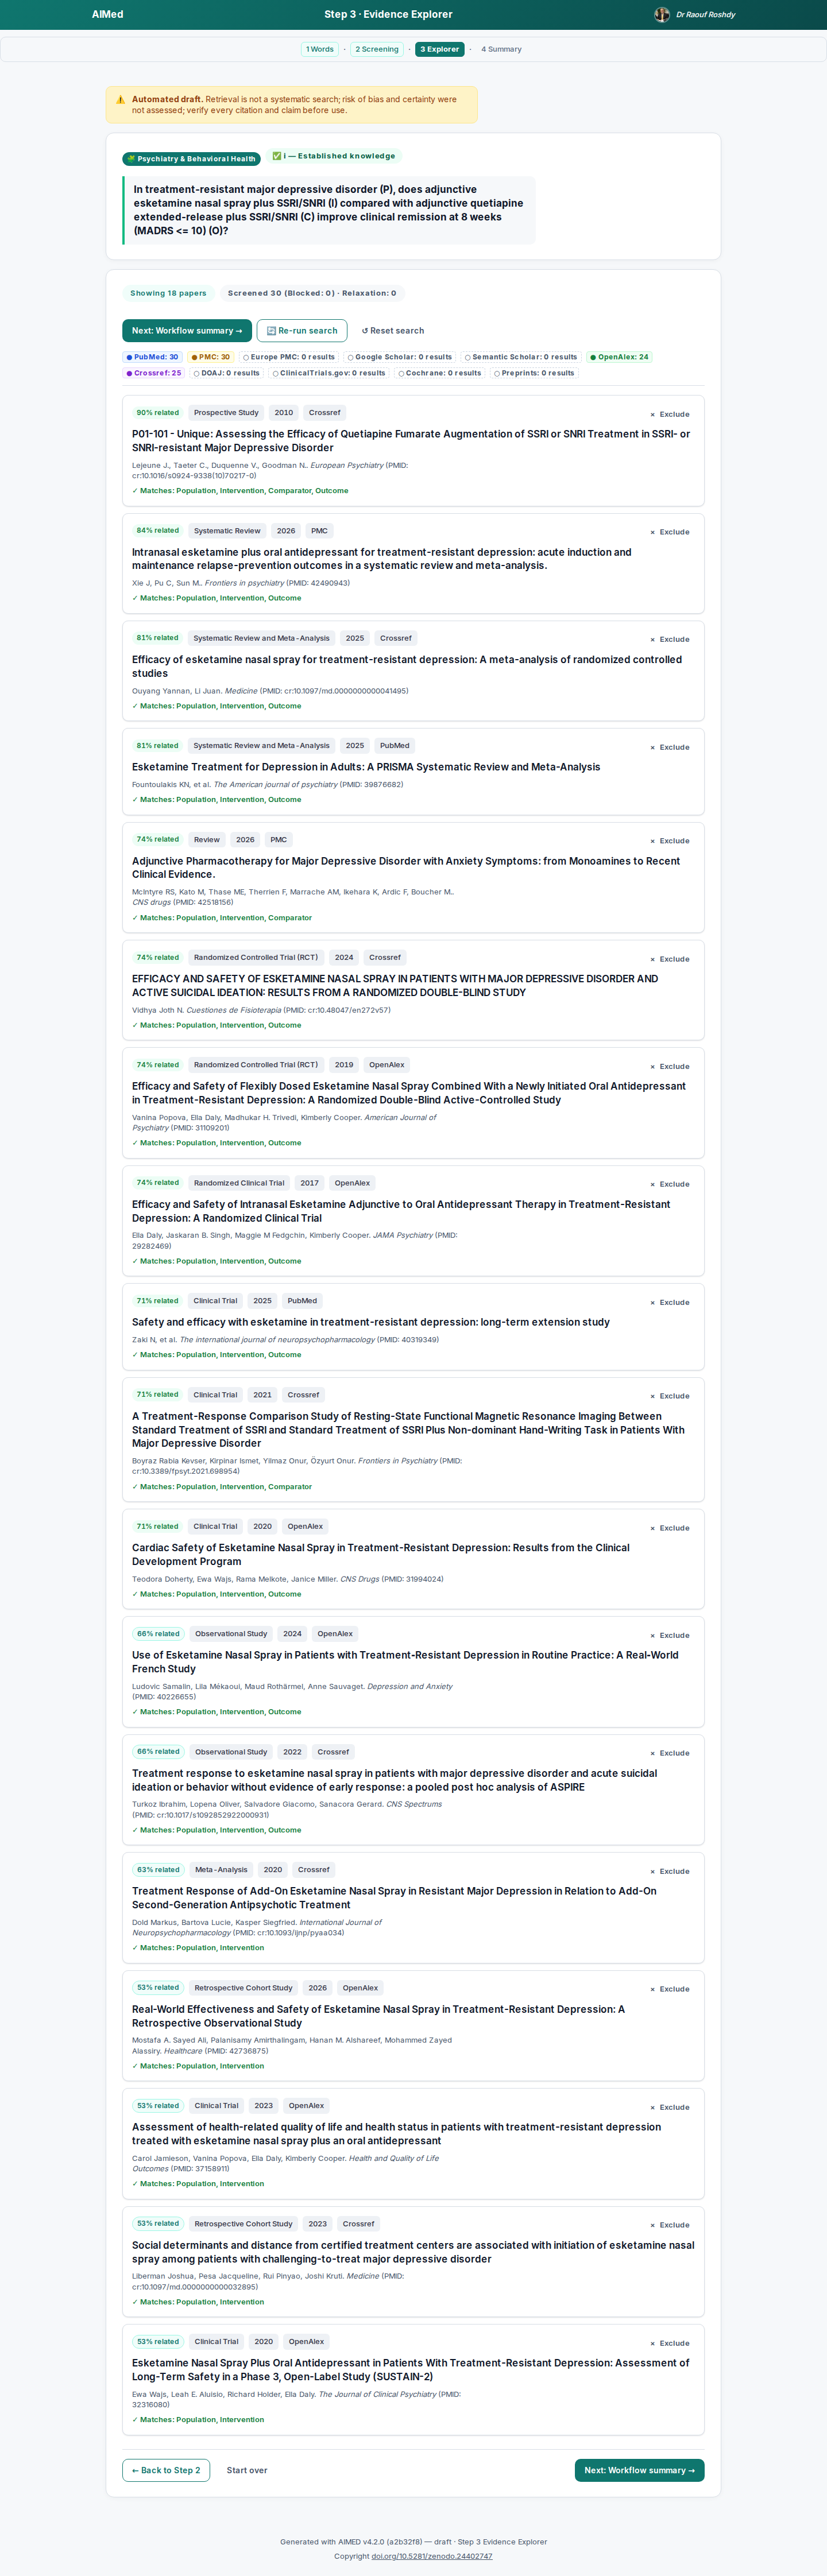 AIMed
Step 3 · Evidence Explorer
Dr Raouf Roshdy
1 Words · 2 Screening · 3 Explorer · 4 Summary
⚠️ Automated draft. Retrieval is not a systematic search; risk of bias and certainty were
not assessed; verify every citation and claim before use.
🧩 Psychiatry & Behavioral Health ✅ i — Established knowledge
In treatment-resistant major depressive disorder (P), does adjunctive
esketamine nasal spray plus SSRI/SNRI (I) compared with adjunctive quetiapine
extended-release plus SSRI/SNRI (C) improve clinical remission at 8 weeks
(MADRS <= 10) (O)?
Showing 18 papers Screened 30 (Blocked: 0) · Relaxation: 0
Next: Workflow summary → 🔄 Re-run search ↺ Reset search
PubMed: 30 PMC: 30 Europe PMC: 0 results Google Scholar: 0 results Semantic Scholar: 0 results OpenAlex: 24
Crossref: 25 DOAJ: 0 results ClinicalTrials.gov: 0 results Cochrane: 0 results Preprints: 0 results
90% related Prospective Study 2010 Crossref × Exclude
P01-101 - Unique: Assessing the Efficacy of Quetiapine Fumarate Augmentation of SSRI or SNRI Treatment in SSRI- or
SNRI-resistant Major Depressive Disorder
Lejeune J., Taeter C., Duquenne V., Goodman N.. European Psychiatry (PMID:
cr:10.1016/s0924-9338(10)70217-0)
✓ Matches: Population, Intervention, Comparator, Outcome
84% related Systematic Review 2026 PMC × Exclude
Intranasal esketamine plus oral antidepressant for treatment-resistant depression: acute induction and
maintenance relapse-prevention outcomes in a systematic review and meta-analysis.
Xie J, Pu C, Sun M.. Frontiers in psychiatry (PMID: 42490943)
✓ Matches: Population, Intervention, Outcome
81% related Systematic Review and Meta-Analysis 2025 Crossref × Exclude
Efficacy of esketamine nasal spray for treatment-resistant depression: A meta-analysis of randomized controlled
studies
Ouyang Yannan, Li Juan. Medicine (PMID: cr:10.1097/md.0000000000041495)
✓ Matches: Population, Intervention, Outcome
81% related Systematic Review and Meta-Analysis 2025 PubMed × Exclude
Esketamine Treatment for Depression in Adults: A PRISMA Systematic Review and Meta-Analysis
Fountoulakis KN, et al. The American journal of psychiatry (PMID: 39876682)
✓ Matches: Population, Intervention, Outcome
74% related Review 2026 PMC × Exclude
Adjunctive Pharmacotherapy for Major Depressive Disorder with Anxiety Symptoms: from Monoamines to Recent
Clinical Evidence.
McIntyre RS, Kato M, Thase ME, Therrien F, Marrache AM, Ikehara K, Ardic F, Boucher M..
CNS drugs (PMID: 42518156)
✓ Matches: Population, Intervention, Comparator
74% related Randomized Controlled Trial (RCT) 2024 Crossref × Exclude
EFFICACY AND SAFETY OF ESKETAMINE NASAL SPRAY IN PATIENTS WITH MAJOR DEPRESSIVE DISORDER AND
ACTIVE SUICIDAL IDEATION: RESULTS FROM A RANDOMIZED DOUBLE-BLIND STUDY
Vidhya Joth N. Cuestiones de Fisioterapia (PMID: cr:10.48047/en272v57)
✓ Matches: Population, Intervention, Outcome
74% related Randomized Controlled Trial (RCT) 2019 OpenAlex × Exclude
Efficacy and Safety of Flexibly Dosed Esketamine Nasal Spray Combined With a Newly Initiated Oral Antidepressant
in Treatment-Resistant Depression: A Randomized Double-Blind Active-Controlled Study
Vanina Popova, Ella Daly, Madhukar H. Trivedi, Kimberly Cooper. American Journal of
Psychiatry (PMID: 31109201)
✓ Matches: Population, Intervention, Outcome
74% related Randomized Clinical Trial 2017 OpenAlex × Exclude
Efficacy and Safety of Intranasal Esketamine Adjunctive to Oral Antidepressant Therapy in Treatment-Resistant
Depression: A Randomized Clinical Trial
Ella Daly, Jaskaran B. Singh, Maggie M Fedgchin, Kimberly Cooper. JAMA Psychiatry (PMID:
29282469)
✓ Matches: Population, Intervention, Outcome
71% related Clinical Trial 2025 PubMed × Exclude
Safety and efficacy with esketamine in treatment-resistant depression: long-term extension study
Zaki N, et al. The international journal of neuropsychopharmacology (PMID: 40319349)
✓ Matches: Population, Intervention, Outcome
71% related Clinical Trial 2021 Crossref × Exclude
A Treatment-Response Comparison Study of Resting-State Functional Magnetic Resonance Imaging Between
Standard Treatment of SSRI and Standard Treatment of SSRI Plus Non-dominant Hand-Writing Task in Patients With
Major Depressive Disorder
Boyraz Rabia Kevser, Kirpinar Ismet, Yilmaz Onur, Özyurt Onur. Frontiers in Psychiatry (PMID:
cr:10.3389/fpsyt.2021.698954)
✓ Matches: Population, Intervention, Comparator
71% related Clinical Trial 2020 OpenAlex × Exclude
Cardiac Safety of Esketamine Nasal Spray in Treatment-Resistant Depression: Results from the Clinical
Development Program
Teodora Doherty, Ewa Wajs, Rama Melkote, Janice Miller. CNS Drugs (PMID: 31994024)
✓ Matches: Population, Intervention, Outcome
66% related Observational Study 2024 OpenAlex × Exclude
Use of Esketamine Nasal Spray in Patients with Treatment-Resistant Depression in Routine Practice: A Real-World
French Study
Ludovic Samalin, Lila Mékaoui, Maud Rothärmel, Anne Sauvaget. Depression and Anxiety
(PMID: 40226655)
✓ Matches: Population, Intervention, Outcome
66% related Observational Study 2022 Crossref × Exclude
Treatment response to esketamine nasal spray in patients with major depressive disorder and acute suicidal
ideation or behavior without evidence of early response: a pooled post hoc analysis of ASPIRE
Turkoz Ibrahim, Lopena Oliver, Salvadore Giacomo, Sanacora Gerard. CNS Spectrums
(PMID: cr:10.1017/s1092852922000931)
✓ Matches: Population, Intervention, Outcome
63% related Meta-Analysis 2020 Crossref × Exclude
Treatment Response of Add-On Esketamine Nasal Spray in Resistant Major Depression in Relation to Add-On
Second-Generation Antipsychotic Treatment
Dold Markus, Bartova Lucie, Kasper Siegfried. International Journal of
Neuropsychopharmacology (PMID: cr:10.1093/ijnp/pyaa034)
✓ Matches: Population, Intervention
53% related Retrospective Cohort Study 2026 OpenAlex × Exclude
Real-World Effectiveness and Safety of Esketamine Nasal Spray in Treatment-Resistant Depression: A
Retrospective Observational Study
Mostafa A. Sayed Ali, Palanisamy Amirthalingam, Hanan M. Alshareef, Mohammed Zayed
Alassiry. Healthcare (PMID: 42736875)
✓ Matches: Population, Intervention
53% related Clinical Trial 2023 OpenAlex × Exclude
Assessment of health-related quality of life and health status in patients with treatment-resistant depression
treated with esketamine nasal spray plus an oral antidepressant
Carol Jamieson, Vanina Popova, Ella Daly, Kimberly Cooper. Health and Quality of Life
Outcomes (PMID: 37158911)
✓ Matches: Population, Intervention
53% related Retrospective Cohort Study 2023 Crossref × Exclude
Social determinants and distance from certified treatment centers are associated with initiation of esketamine nasal
spray among patients with challenging-to-treat major depressive disorder
Liberman Joshua, Pesa Jacqueline, Rui Pinyao, Joshi Kruti. Medicine (PMID:
cr:10.1097/md.0000000000032895)
✓ Matches: Population, Intervention
53% related Clinical Trial 2020 OpenAlex × Exclude
Esketamine Nasal Spray Plus Oral Antidepressant in Patients With Treatment-Resistant Depression: Assessment of
Long-Term Safety in a Phase 3, Open-Label Study (SUSTAIN-2)
Ewa Wajs, Leah E. Aluisio, Richard Holder, Ella Daly. The Journal of Clinical Psychiatry (PMID:
32316080)
✓ Matches: Population, Intervention
← Back to Step 2 Start over Next: Workflow summary →
Generated with AIMED v4.2.0 (a2b32f8) — draft · Step 3 Evidence Explorer
Copyright doi.org/10.5281/zenodo.24402747